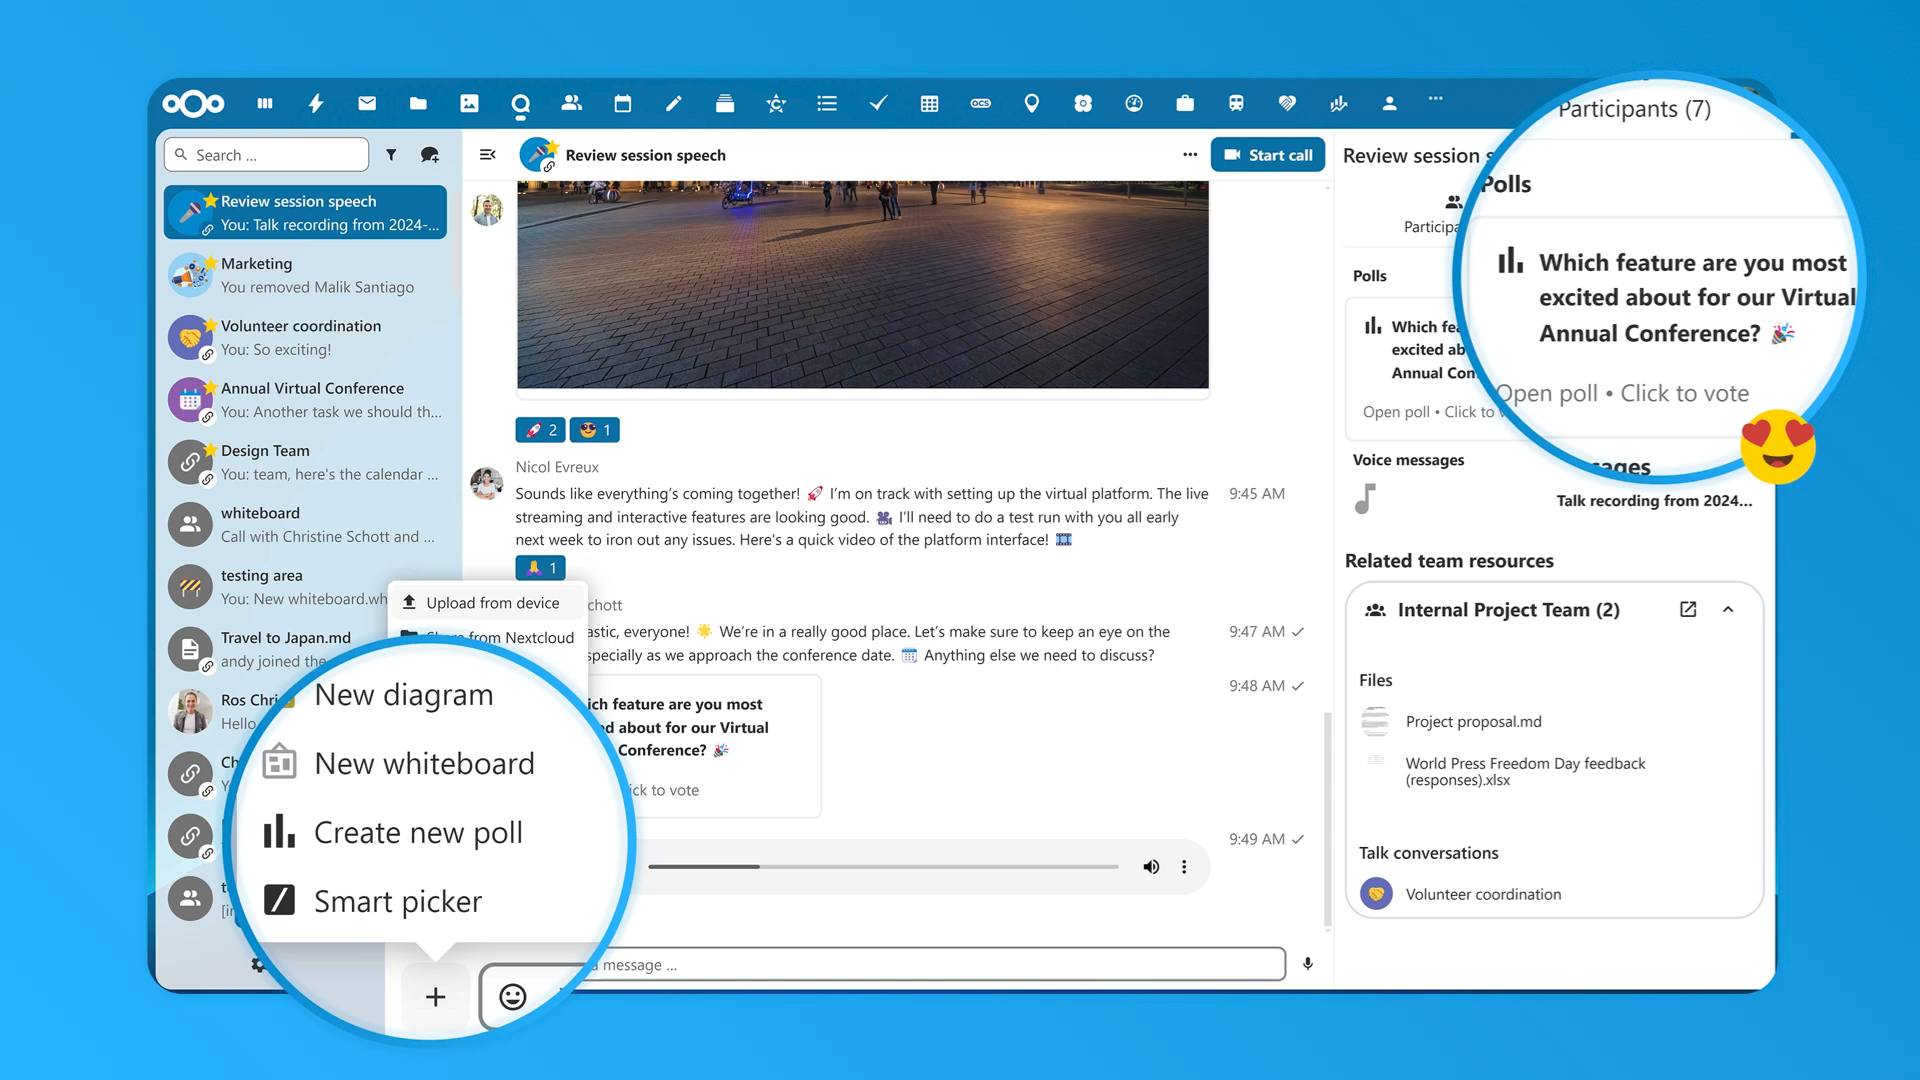 OCS
Search ...
Review session speech
You: Talk recording from 2024-...
Marketing
You removed Malik Santiago
Volunteer coordination
You: So exciting!
Annual Virtual Conference
You: Another task we should th...
Design Team
You: team, here's the calendar ...
whiteboard
Call with Christine Schott and ...
testing area
You: New whiteboard.wh
Travel to Japan.md
andy joined the
Ros Chri
Hello
Ch
Y
t
[in
Review session speech
Start call
2
1
Nicol Evreux
Sounds like everything's coming together! 🚀 I'm on track with setting up the virtual platform. The live
streaming and interactive features are looking good. 🎥 I'll need to do a test run with you all early
next week to iron out any issues. Here's a quick video of the platform interface! 🎞️
9:45 AM
1
chott
astic, everyone! 🌟 We're in a really good place. Let's make sure to keep an eye on the
specially as we approach the conference date. 📅 Anything else we need to discuss?
9:47 AM
ich feature are you most
d about for our Virtual
Conference? 🎉
ick to vote
9:48 AM
9:49 AM
a message ...
Upload from device
Share from Nextcloud
New diagram
New whiteboard
Create new poll
Smart picker
Review session s
Participa
Polls
Which fea
excited ab
Annual Con
Open poll • Click to v
Voice messages
Talk recording from 2024...
Related team resources
Internal Project Team (2)
Files
Project proposal.md
World Press Freedom Day feedback
(responses).xlsx
Talk conversations
Volunteer coordination
Participants (7)
Polls
Which feature are you most
excited about for our Virtual
Annual Conference? 🎉
Open poll • Click to vote
sages